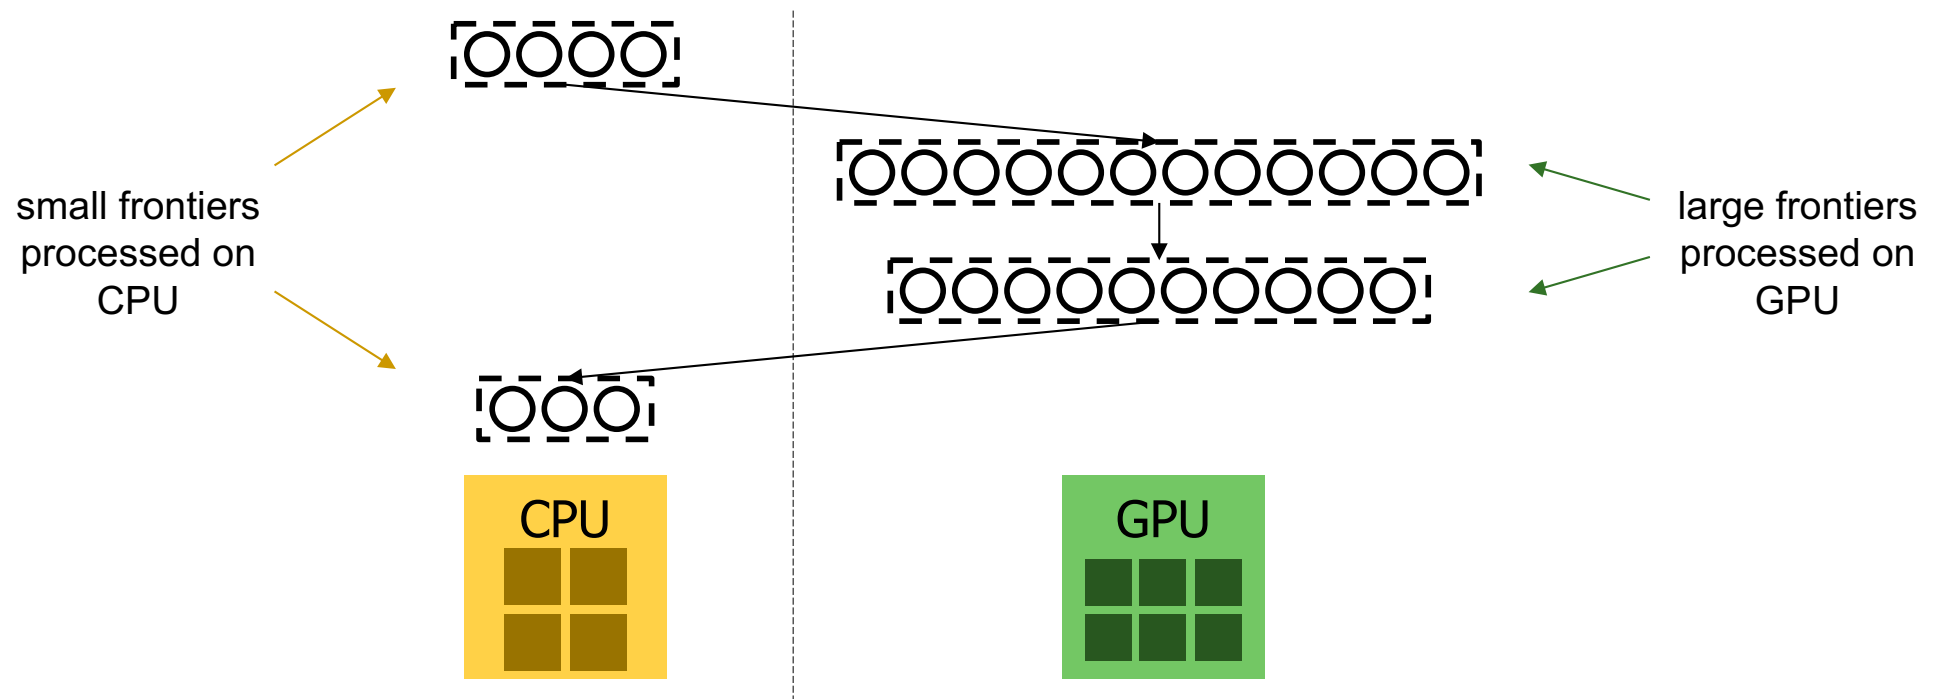 small frontiers
processed on
CPU
large frontiers
processed on
GPU
CPU
GPU